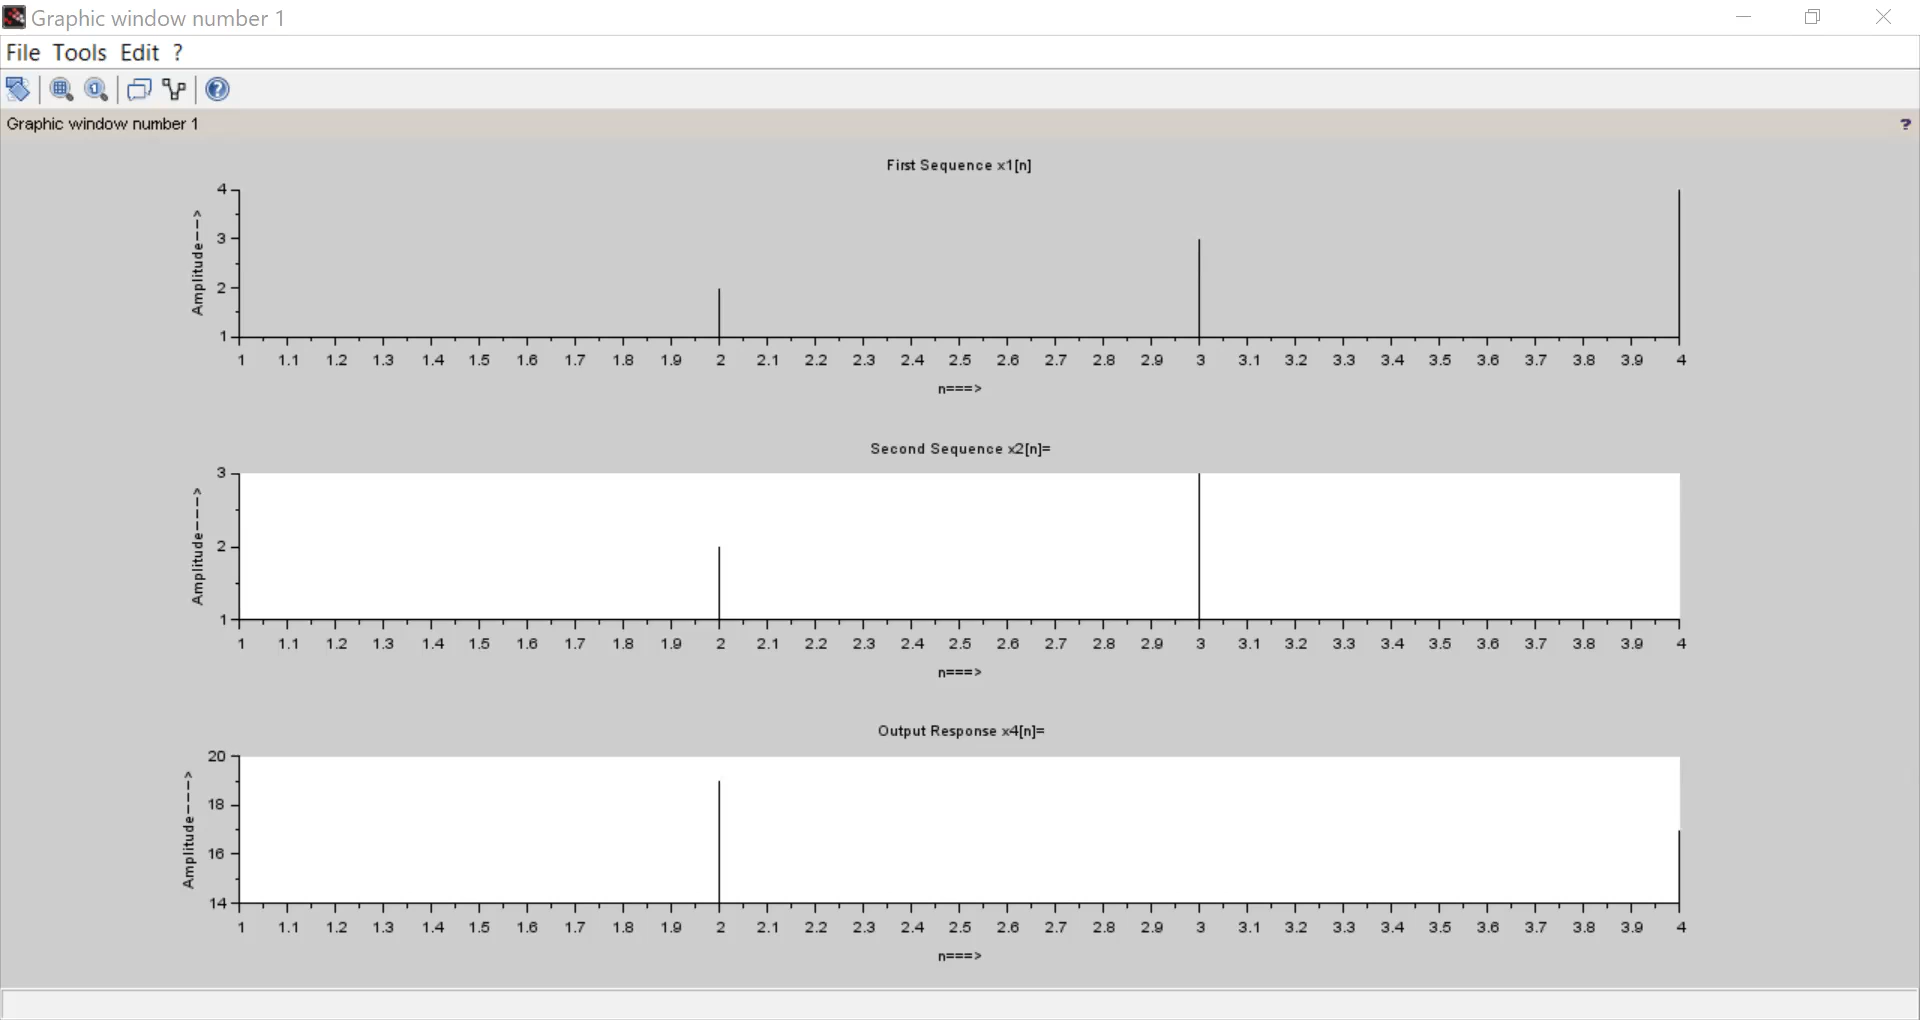 Graphic window number 1
File Tools Edit ?
Graphic window number 1 ?
First Sequence x1[n]
Amplitude--->
4
3
2
1
1 1.1 1.2 1.3 1.4 1.5 1.6 1.7 1.8 1.9 2 2.1 2.2 2.3 2.4 2.5 2.6 2.7 2.8 2.9 3 3.1 3.2 3.3 3.4 3.5 3.6 3.7 3.8 3.9 4
n===>
Second Sequence x2[n]=
Amplitude---->
3
2
1
1 1.1 1.2 1.3 1.4 1.5 1.6 1.7 1.8 1.9 2 2.1 2.2 2.3 2.4 2.5 2.6 2.7 2.8 2.9 3 3.1 3.2 3.3 3.4 3.5 3.6 3.7 3.8 3.9 4
n===>
Output Response x4[n]=
Amplitude---->
20
18
16
14
1 1.1 1.2 1.3 1.4 1.5 1.6 1.7 1.8 1.9 2 2.1 2.2 2.3 2.4 2.5 2.6 2.7 2.8 2.9 3 3.1 3.2 3.3 3.4 3.5 3.6 3.7 3.8 3.9 4
n===>